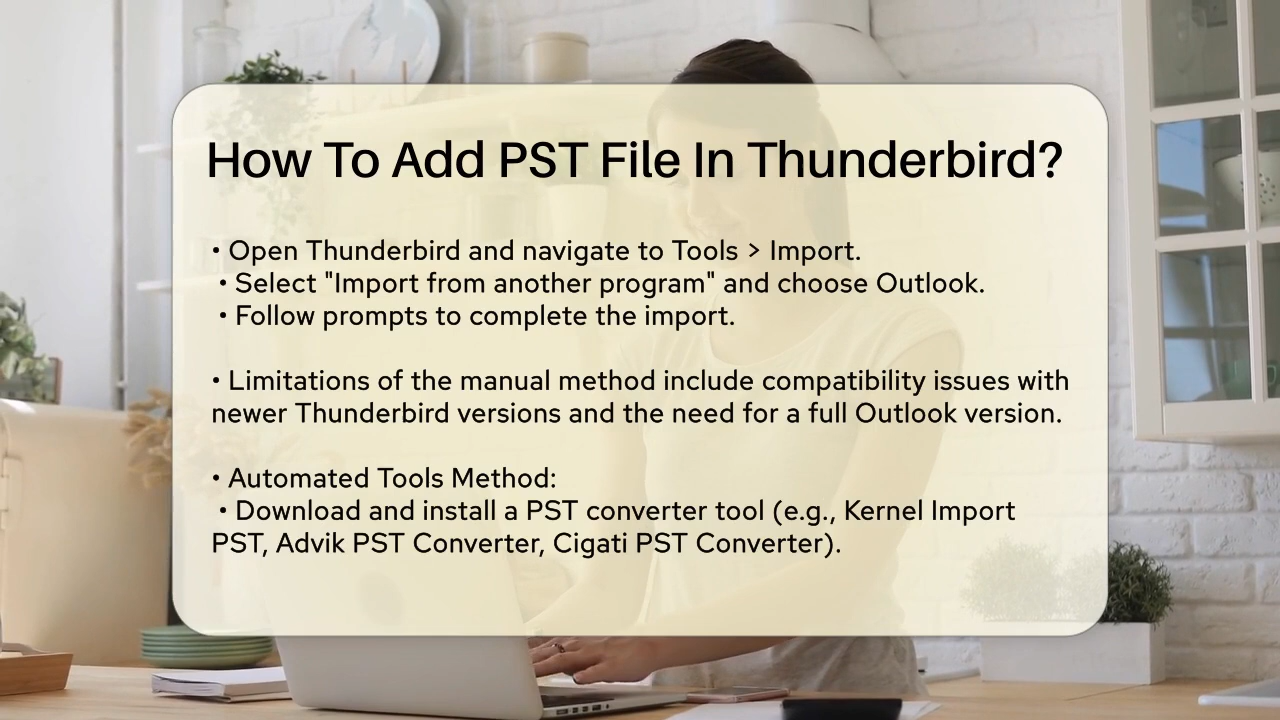 How To Add PST File In Thunderbird?
• Open Thunderbird and navigate to Tools > Import.
• Select "Import from another program" and choose Outlook.
• Follow prompts to complete the import.
• Limitations of the manual method include compatibility issues with
newer Thunderbird versions and the need for a full Outlook version.
• Automated Tools Method:
• Download and install a PST converter tool (e.g., Kernel Import
PST, Advik PST Converter, Cigati PST Converter).